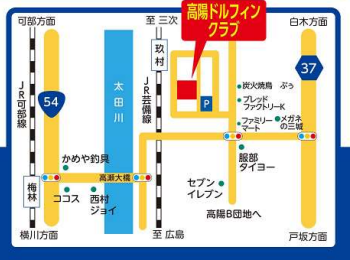 可部方面
至 三次
高陽ドルフィン
クラブ
白木方面
玖村
37
JR可部線
54
太田川
JR芸備線
P
炭火焼鳥 ぶぅ
ブレッド
ファクトリーK
ファミリー
マート
メガネ
の三城
かめや釣具
服部
タイヨー
梅林
高瀬大橋
ココス
西村
ジョイ
セブン
イレブン
高陽B団地へ
横川方面
至 広島
戸坂方面